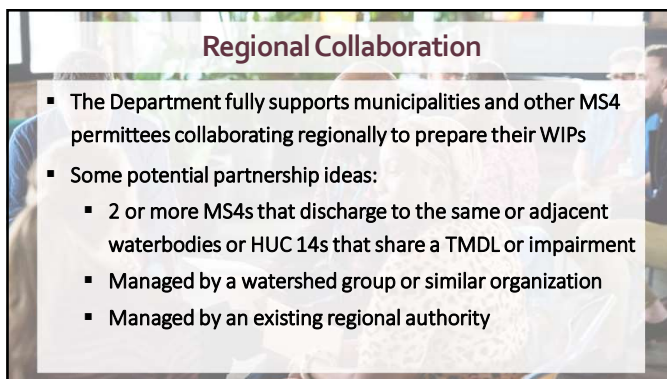 Regional Collaboration
▪ The Department fully supports municipalities and other MS4
permittees collaborating regionally to prepare their WIPs
▪ Some potential partnership ideas:
▪ 2 or more MS4s that discharge to the same or adjacent
waterbodies or HUC 14s that share a TMDL or impairment
▪ Managed by a watershed group or similar organization
▪ Managed by an existing regional authority